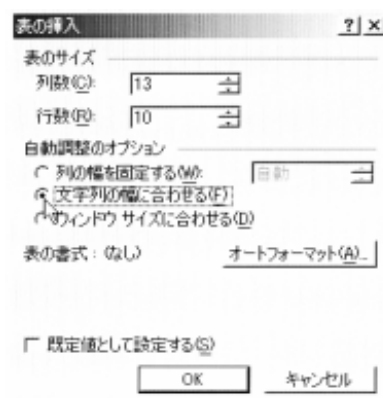 表の挿入 ? ×
表のサイズ
列数(C): 13
行数(R): 10
自動調整のオプション
列の幅を固定する(W): 自動
文字列の幅に合わせる(F)
ウィンドウ サイズに合わせる(D)
表の書式 : (なし) オートフォーマット(A)...
既定値として設定する(S)
OK キャンセル